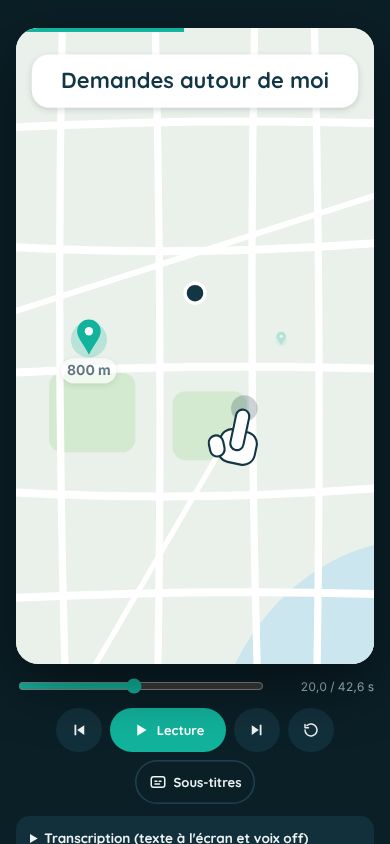 Demandes autour de moi
800 m
20,0 / 42,6 s
Lecture
Sous-titres
Transcription (texte à l'écran et voix off)